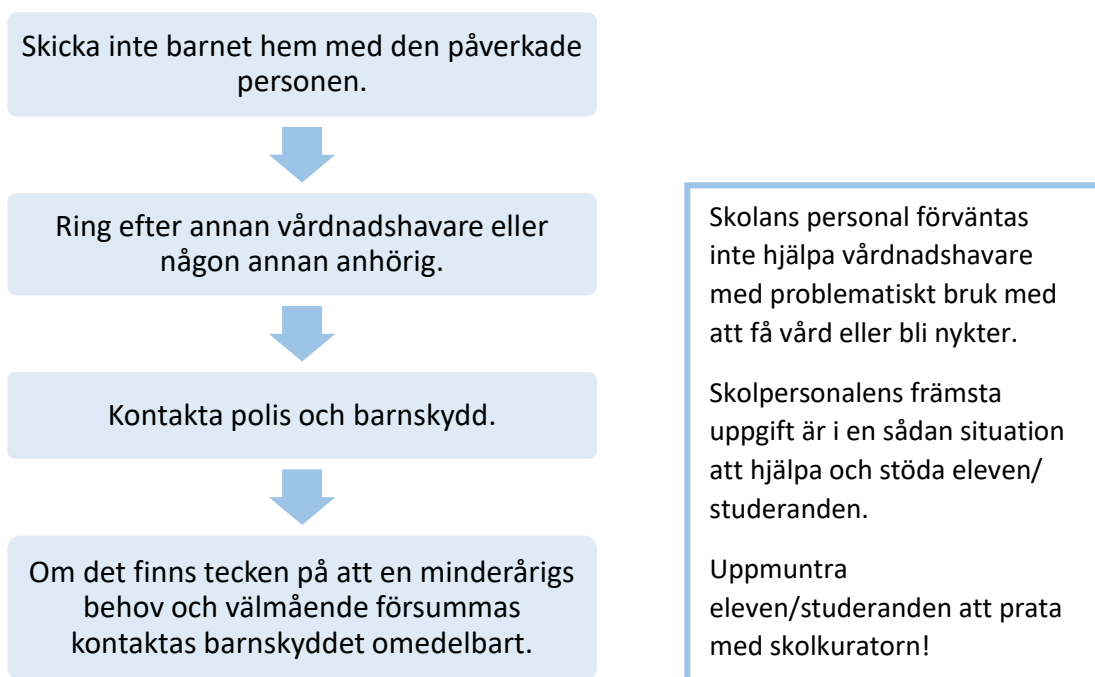 Skicka inte barnet hem med den påverkade
personen.
Ring efter annan vårdnadshavare eller
någon annan anhörig.
Kontakta polis och barnskydd.
Om det finns tecken på att en minderårigs
behov och välmående försummas
kontaktas barnskyddet omedelbart.
Skolans personal förväntas
inte hjälpa vårdnadshavare
med problematiskt bruk med
att få vård eller bli nykter.
Skolpersonalens främsta
uppgift är i en sådan situation
att hjälpa och stöda eleven/
studeranden.
Uppmuntra
eleven/studeranden att prata
med skolkuratorn!